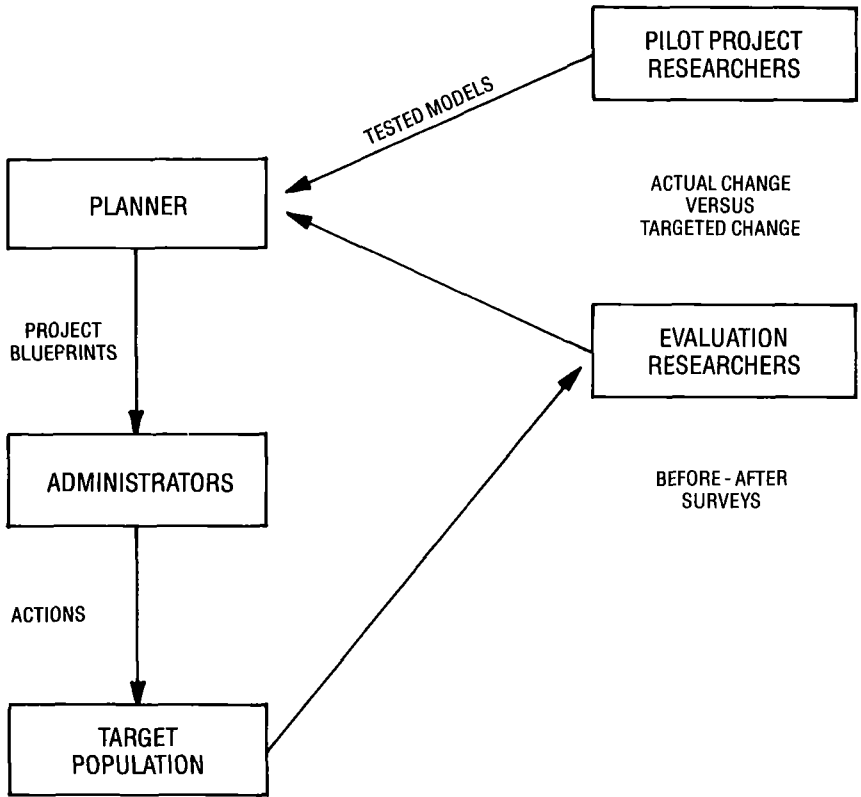 PILOT PROJECT
RESEARCHERS
TESTED MODELS
PLANNER
ACTUAL CHANGE
VERSUS
TARGETED CHANGE
PROJECT
BLUEPRINTS
EVALUATION
RESEARCHERS
ADMINISTRATORS
BEFORE - AFTER
SURVEYS
ACTIONS
TARGET
POPULATION